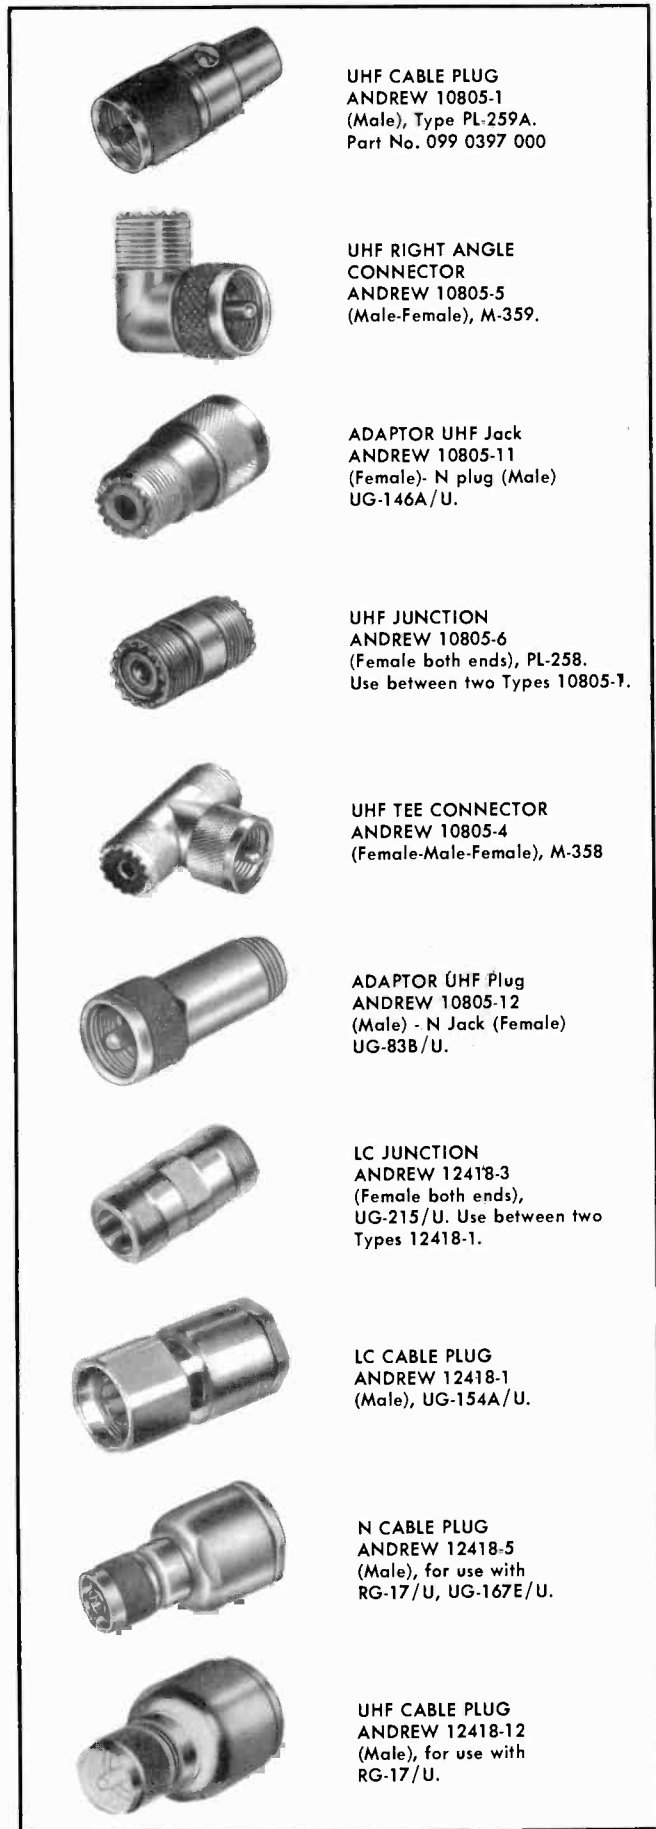 UHF CABLE PLUG
ANDREW 10805-1
(Male), Type PL-259A.
Part No. 099 0397 000
UHF RIGHT ANGLE
CONNECTOR
ANDREW 10805-5
(Male-Female), M-359.
ADAPTOR UHF Jack
ANDREW 10805-11
(Female)- N plug (Male)
UG-146A/U.
UHF JUNCTION
ANDREW 10805-6
(Female both ends), PL-258.
Use between two Types 10805-1.
UHF TEE CONNECTOR
ANDREW 10805-4
(Female-Male-Female), M-358
ADAPTOR UHF Plug
ANDREW 10805-12
(Male) - N Jack (Female)
UG-83B/U.
LC JUNCTION
ANDREW 12418-3
(Female both ends),
UG-215/U. Use between two
Types 12418-1.
LC CABLE PLUG
ANDREW 12418-1
(Male), UG-154A/U.
N CABLE PLUG
ANDREW 12418-5
(Male), for use with
RG-17/U, UG-167E/U.
UHF CABLE PLUG
ANDREW 12418-12
(Male), for use with
RG-17/U.